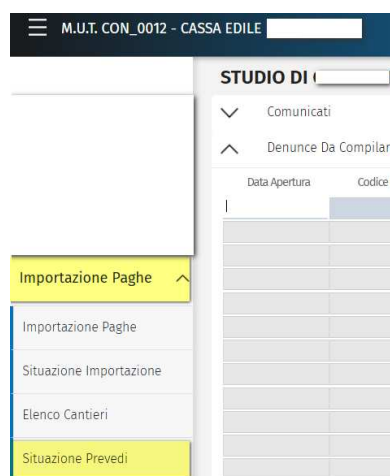 M.U.T. CON_0012 - CASSA EDILE
STUDIO DI
Comunicati
Denunce Da Compilar
Data Apertura Codice
Importazione Paghe
Importazione Paghe
Situazione Importazione
Elenco Cantieri
Situazione Prevedi